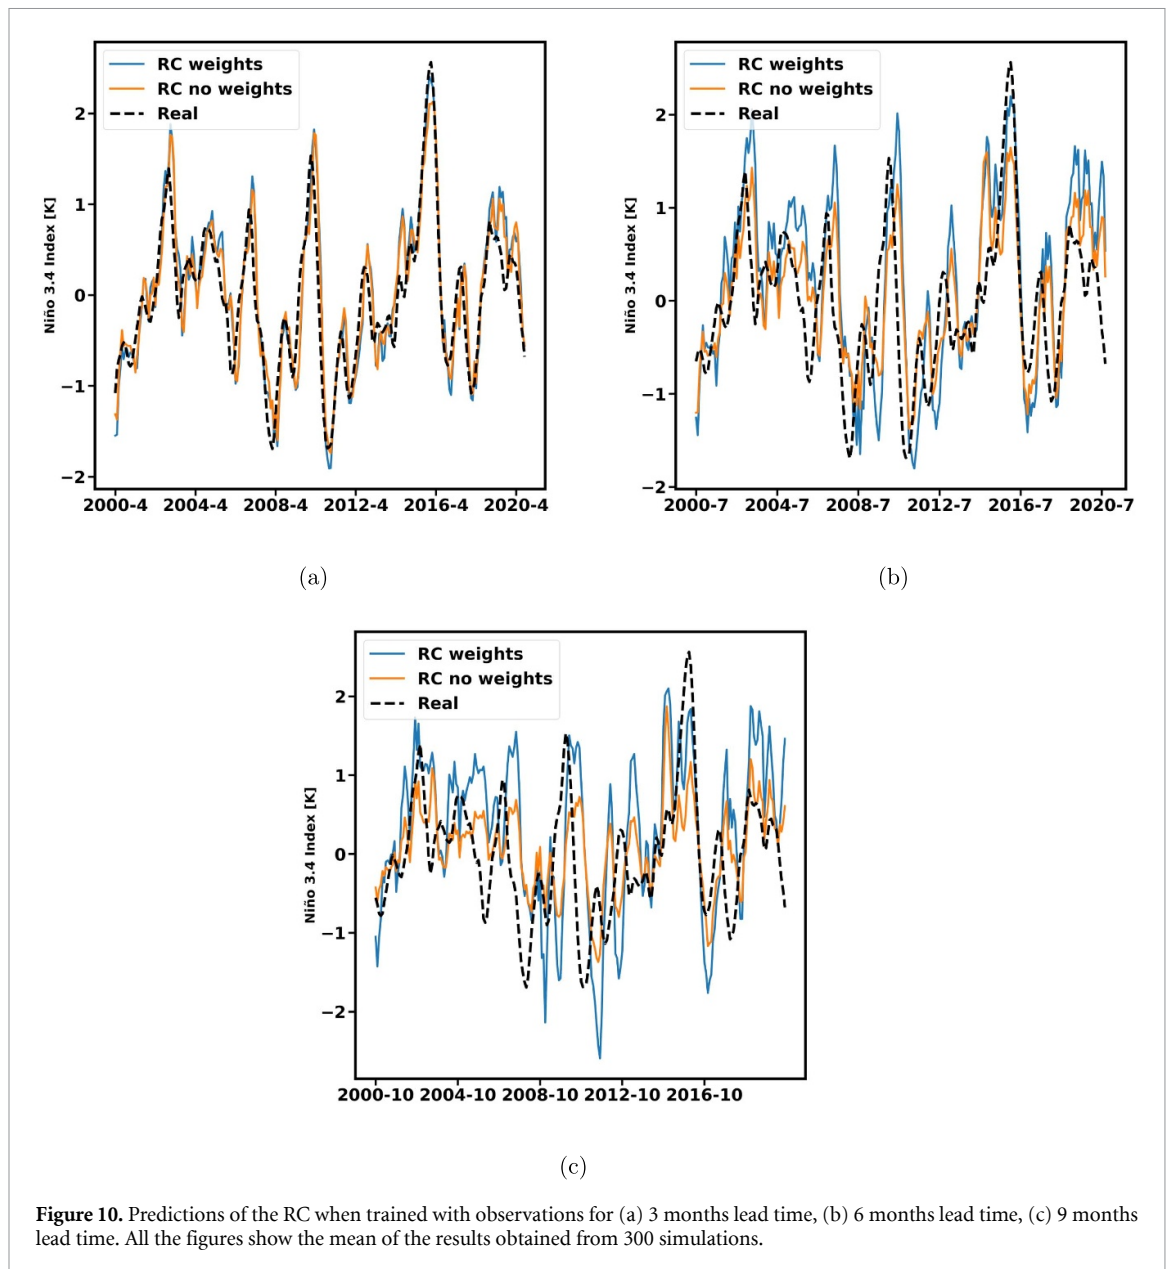 RC weights
RC no weights
Real
Niño 3.4 Index [K]
2
1
0
−1
−2
2000-4 2004-4 2008-4 2012-4 2016-4 2020-4
(a)
RC weights
RC no weights
Real
Niño 3.4 Index [K]
2
1
0
−1
−2
2000-7 2004-7 2008-7 2012-7 2016-7 2020-7
(b)
RC weights
RC no weights
Real
Niño 3.4 Index [K]
2
1
0
−1
−2
2000-10 2004-10 2008-10 2012-10 2016-10
(c)
Figure 10. Predictions of the RC when trained with observations for (a) 3 months lead time, (b) 6 months lead time, (c) 9 months
lead time. All the figures show the mean of the results obtained from 300 simulations.